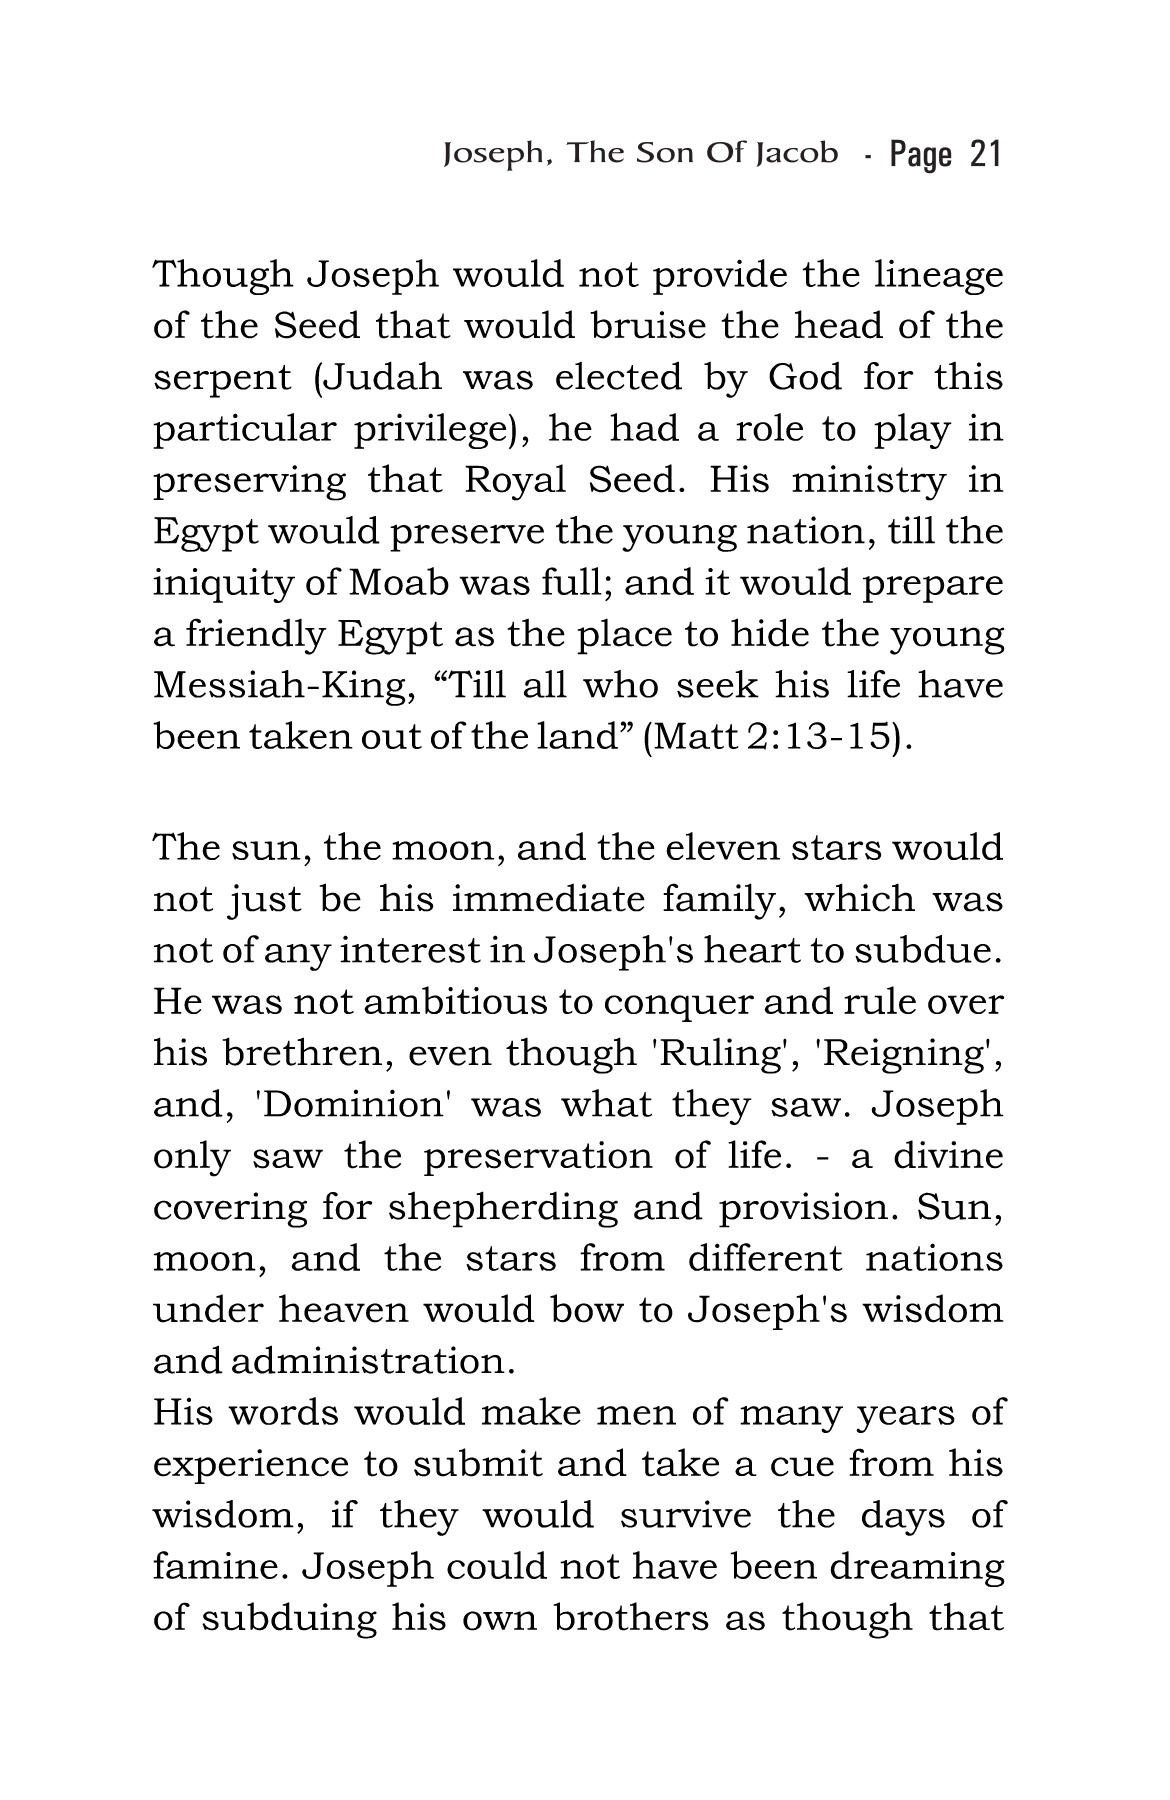 Joseph, The Son Of Jacob - Page 21
Though Joseph would not provide the lineage
of the Seed that would bruise the head of the
serpent (Judah was elected by God for this
particular privilege), he had a role to play in
preserving that Royal Seed. His ministry in
Egypt would preserve the young nation, till the
iniquity of Moab was full; and it would prepare
a friendly Egypt as the place to hide the young
Messiah-King, “Till all who seek his life have
been taken out of the land” (Matt 2:13-15).
The sun, the moon, and the eleven stars would
not just be his immediate family, which was
not of any interest in Joseph's heart to subdue.
He was not ambitious to conquer and rule over
his brethren, even though 'Ruling', 'Reigning',
and, 'Dominion' was what they saw. Joseph
only saw the preservation of life. - a divine
covering for shepherding and provision. Sun,
moon, and the stars from different nations
under heaven would bow to Joseph's wisdom
and administration.
His words would make men of many years of
experience to submit and take a cue from his
wisdom, if they would survive the days of
famine. Joseph could not have been dreaming
of subduing his own brothers as though that